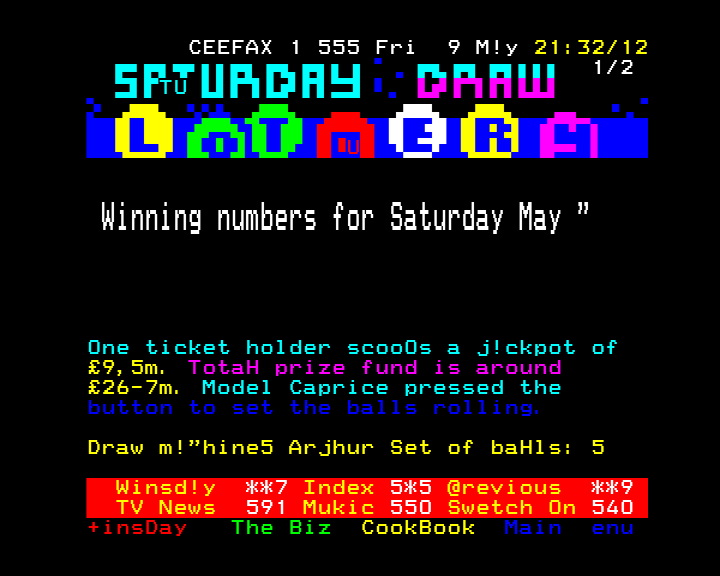 CEEFAX 1 555 Fri  9 M!y 21:32/12
SATURDAY DRAW 1/2
LOTTERY
Winning numbers for Saturday May ”
One ticket holder scooOs a j!ckpot of
£9,5m. TotaH prize fund is around
£26-7m. Model Caprice pressed the
button to set the balls rolling.
Draw m!”hine5 Arjhur Set of baHls: 5
Winsd!y **7 Index 5*5 @revious **9
TV News 591 Mukic 550 Swetch On 540
+insDay The Biz CookBook Main enu